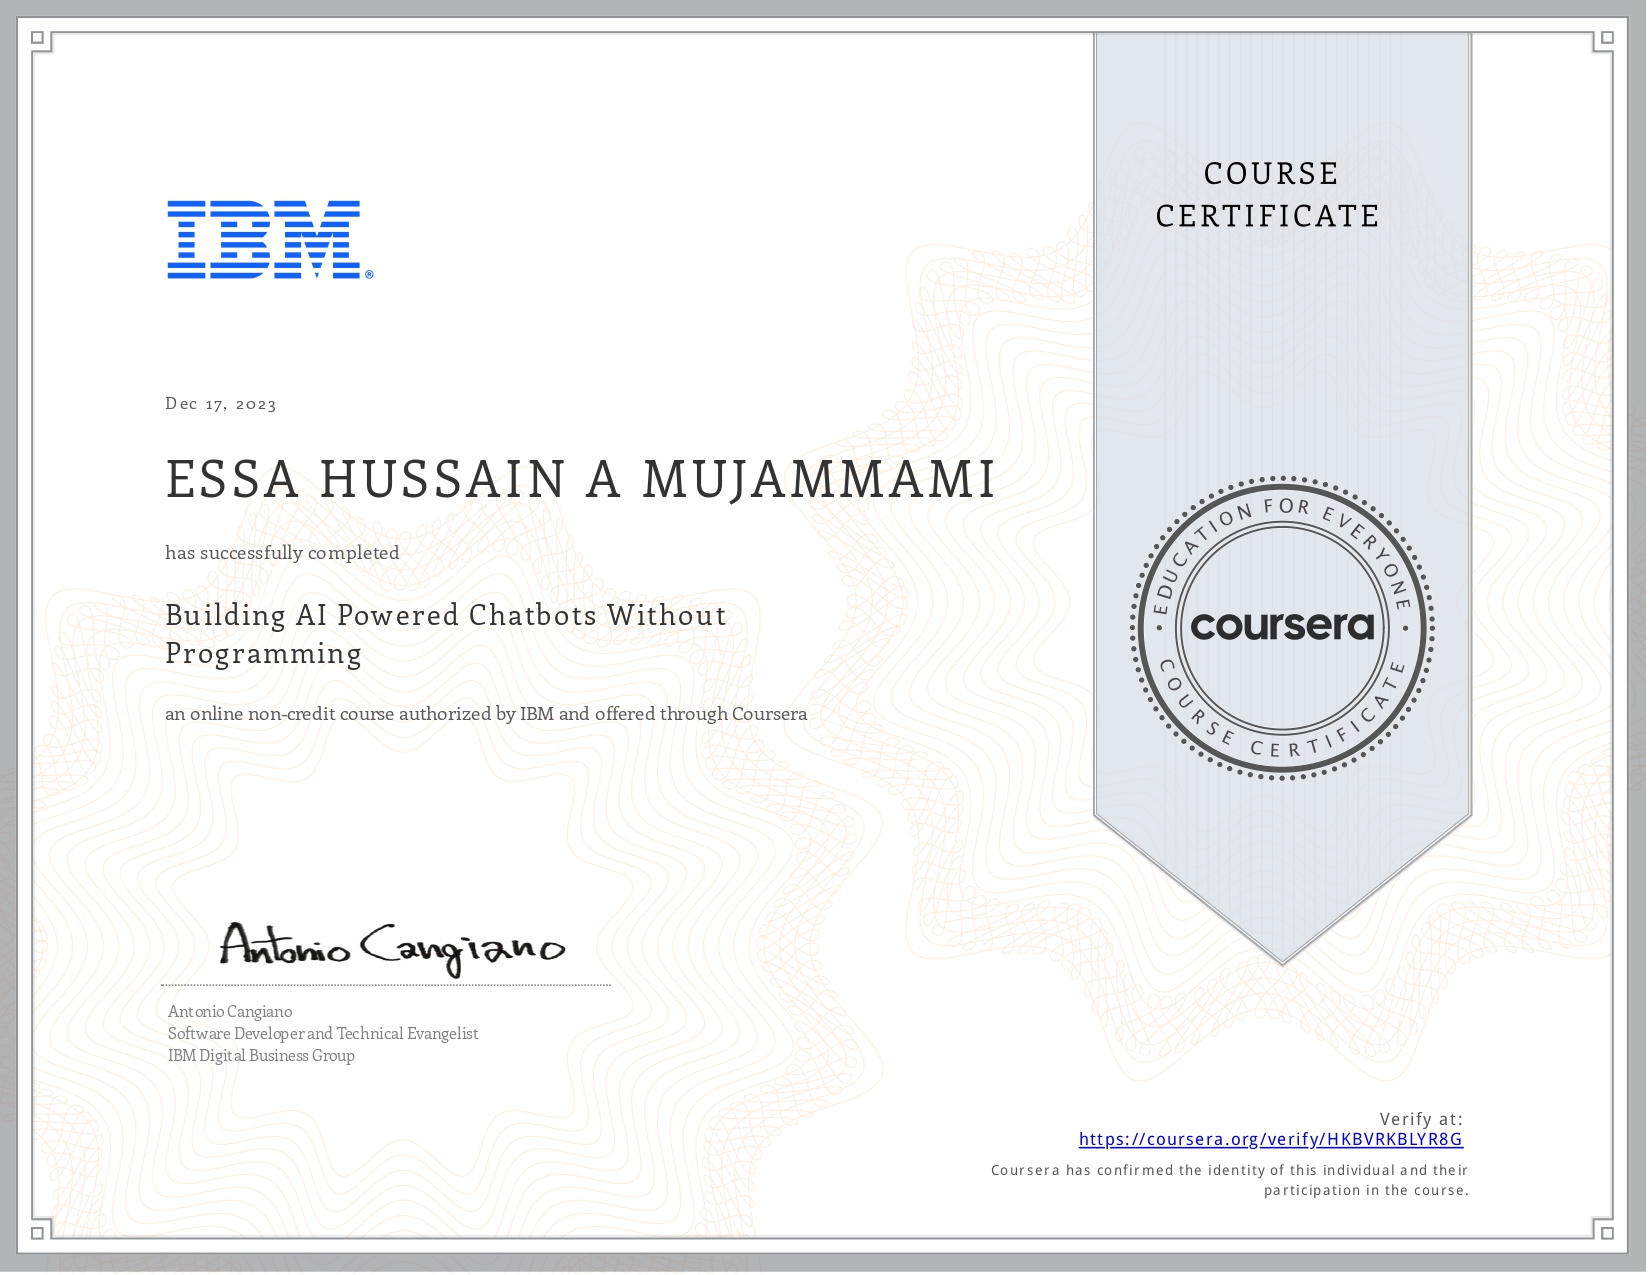 IBM®
COURSE
CERTIFICATE
Dec 17, 2023
ESSA HUSSAIN A MUJAMMAMI
has successfully completed
Building AI Powered Chatbots Without
Programming
an online non-credit course authorized by IBM and offered through Coursera
EDUCATION FOR EVERYONE
coursera
COURSE CERTIFICATE
Antonio Cangiano
Antonio Cangiano
Software Developer and Technical Evangelist
IBM Digital Business Group
Verify at:
https://coursera.org/verify/HKBVRKBLYR8G
Coursera has confirmed the identity of this individual and their
participation in the course.